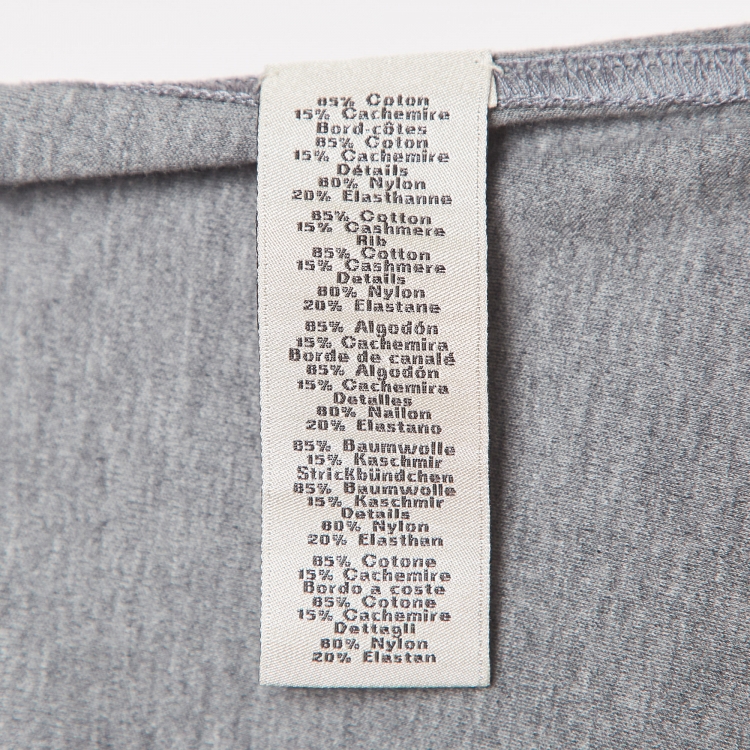 85% Coton
15% Cachemire
Bord-côtes
85% Coton
15% Cachemire
Détails
80% Nylon
20% Elasthanne
85% Cotton
15% Cashmere
Rib
85% Cotton
15% Cashmere
Details
80% Nylon
20% Elastane
85% Algodón
15% Cachemira
Borde de canalé
85% Algodón
15% Cachemira
Detalles
80% Nailon
20% Elastano
85% Baumwolle
15% Kaschmir
Strickbündchen
85% Baumwolle
15% Kaschmir
Details
80% Nylon
20% Elasthan
85% Cotone
15% Cachemire
Bordo a coste
85% Cotone
15% Cachemire
Dettagli
80% Nylon
20% Elastan